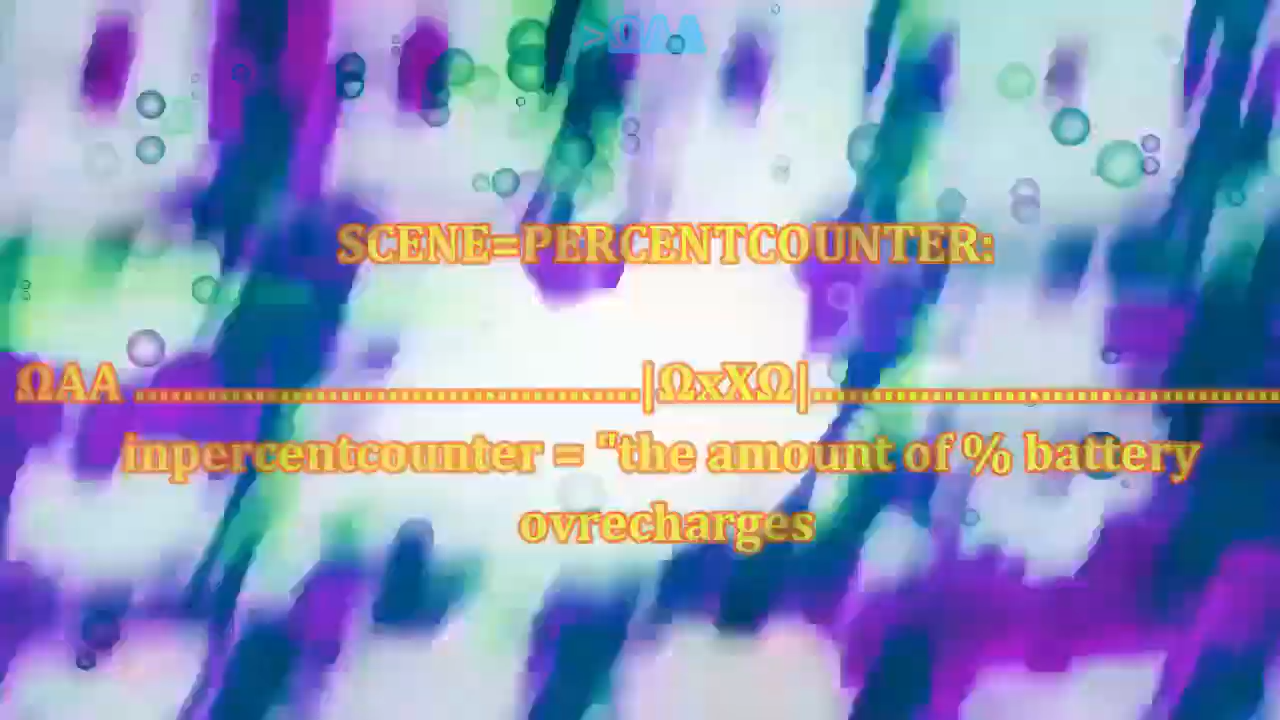 >ΩAA
SCENE=PERCENTCOUNTER:
ΩAA ................................................|ΩxXΩ|.............................................
inpercentcounter = "the amount of % battery
ovrecharges